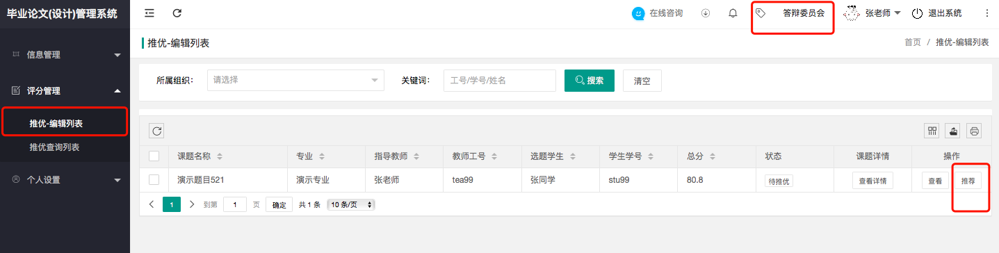 毕业论文(设计)管理系统
在线咨询
答辩委员会
张老师
退出系统
信息管理
推优-编辑列表
首页 / 推优-编辑列表
评分管理
所属组织：
请选择
关键词：
工号/学号/姓名
搜索
清空
推优-编辑列表
推优查询列表
个人设置
课题名称 专业 指导教师 教师工号 选题学生 学生学号 总分 状态 课题详情 操作
演示题目521 演示专业 张老师 tea99 张同学 stu99 80.8 待推优 查看详情 查看 推荐
1 到第 1 页 确定 共 1 条 10 条/页